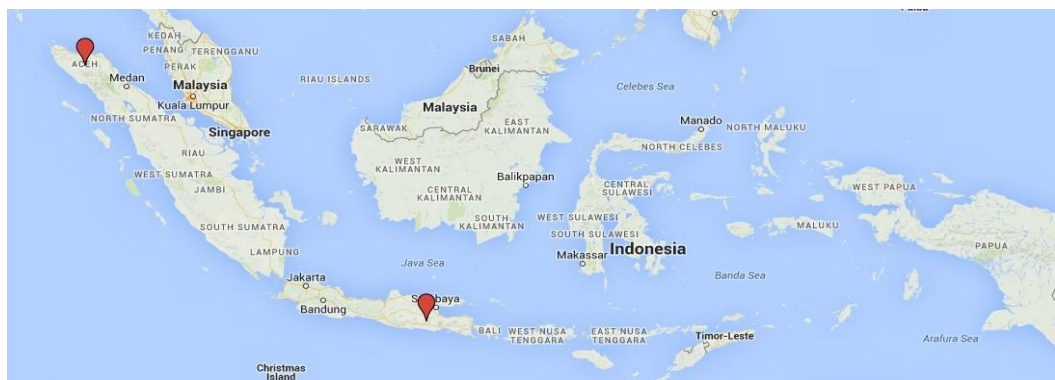 KEDAH
PENANG
TERENGGANU
PERAK
ACEH
Medan
Malaysia
Kuala Lumpur
RIAU ISLANDS
NORTH SUMATRA
Singapore
RIAU
WEST SUMATRA
JAMBI
SOUTH SUMATRA
LAMPUNG
SABAH
Brunei
Malaysia
SARAWAK
EAST
KALIMANTAN
WEST
KALIMANTAN
Balikpapan
CENTRAL
KALIMANTAN
SOUTH
KALIMANTAN
Celebes Sea
Manado
NORTH MALUKU
NORTH CELEBES
CENTRAL
SULAWESI
WEST SULAWESI
SOUTH SULAWESI
Makassar
Indonesia
WEST PAPUA
MALUKU
PAPUA
Java Sea
Banda Sea
Jakarta
Bandung
BALI
WEST NUSA
TENGGARA
EAST NUSA
TENGGARA
Timor-Leste
Arafura Sea
Christmas
Island